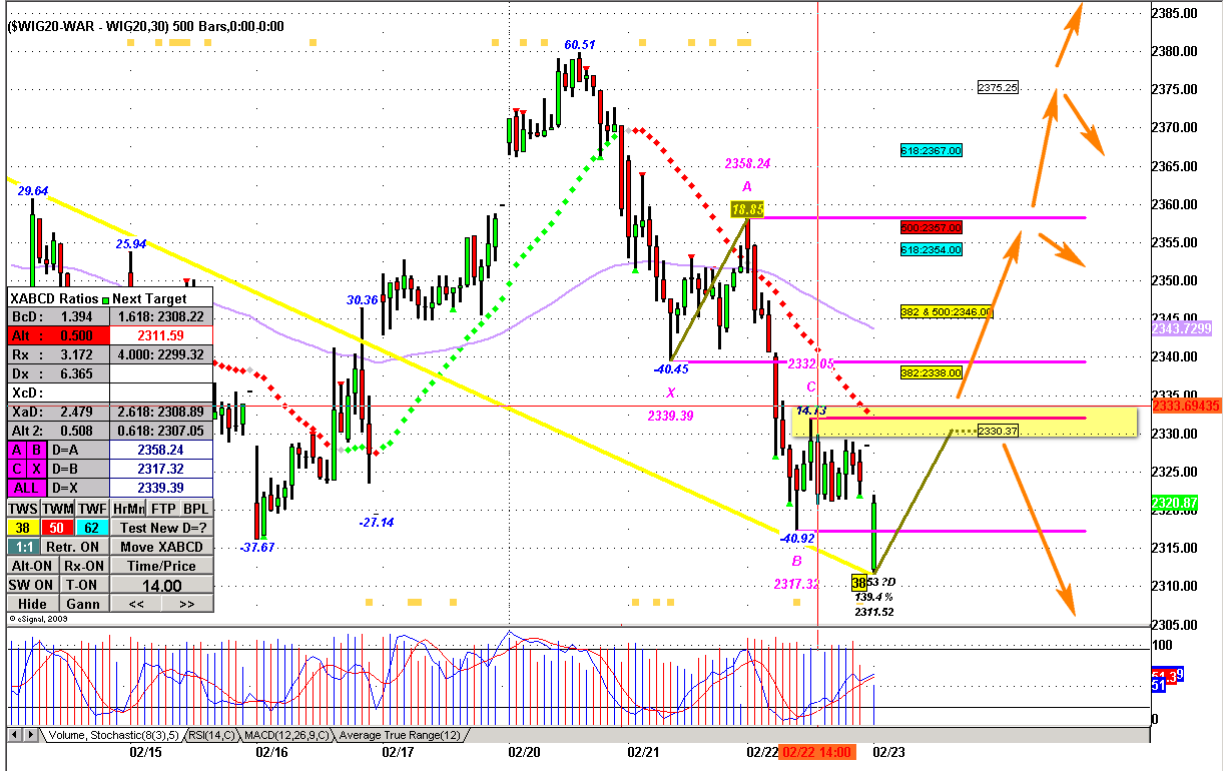 ($WIG20-WAR - WIG20,30) 500 Bars,0:00-0:00
2385.00
2380.00
2375.00
2370.00
2365.00
2360.00
2355.00
2350.00
2345.00
2343.7299
2340.00
2335.00
2333.69435
2330.00
2325.00
2320.87
2315.00
2310.00
2305.00
60.51
29.64
25.94
30.36
-37.67
-27.14
2358.24
A
18.85
-40.45
X
2339.39
2332.05
C
14.13
-40.92
B
2317.32
2375.25
618:2367.00
500:2357.00
618:2354.00
382 & 500:2346.00
382:2338.00
2330.37
38
53 ?D
139.4 %
2311.52
XABCD Ratios Next Target
BcD: 1.394 1.618: 2308.22
Alt : 0.500 2311.59
Rx : 3.172 4.000: 2299.32
Dx : 6.365
XcD:
XaD: 2.479 2.618: 2308.89
Alt 2: 0.508 0.618: 2307.05
A B D=A 2358.24
C X D=B 2317.32
ALL D=X 2339.39
TWS TWM TWF HrMn FTP BPL
38 50 62 Test New D=?
1:1 Retr. ON Move XABCD
Alt-ON Rx-ON Time/Price
SW ON T-ON 14.00
Hide Gann << >>
© eSignal, 2009
100
51
0
Volume, Stochastic(8(3),5) RSI(14,C) MACD(12,26,9,C) Average True Range(12)
02/15 02/16 02/17 02/20 02/21 02/22 02/22 14:00 02/23